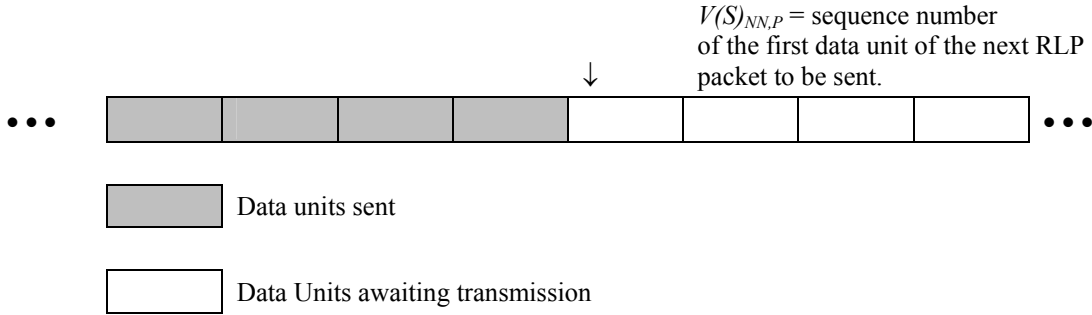 V(S)NN,P = sequence number
of the first data unit of the next RLP
packet to be sent.
↓
••• •••
Data units sent
Data Units awaiting transmission